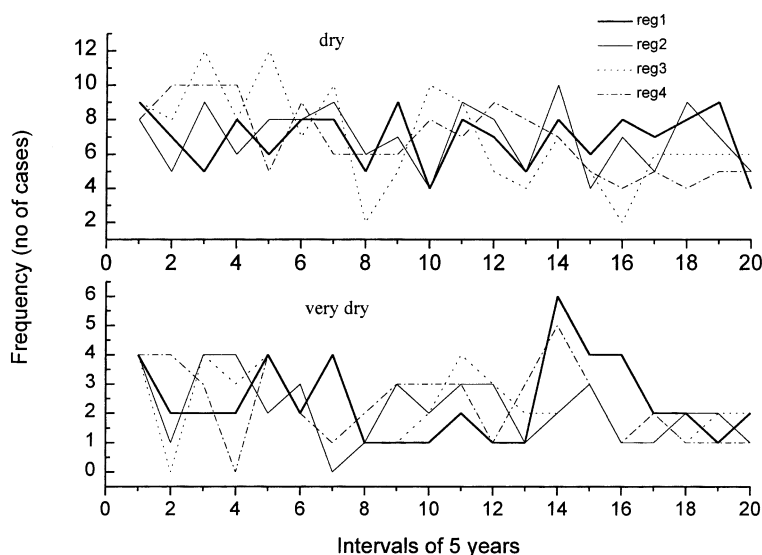 dry
reg1
reg2
reg3
reg4
12
10
8
6
4
2
0 2 4 6 8 10 12 14 16 18 20
Frequency (no of cases)
very dry
6
5
4
3
2
1
0
0 2 4 6 8 10 12 14 16 18 20
Intervals of 5 years